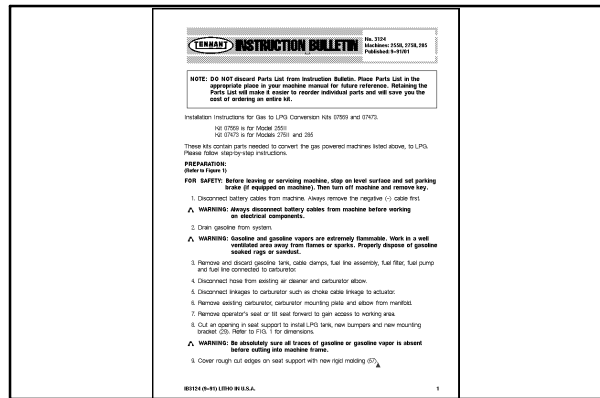 TENNANT INSTRUCTION BULLETIN
No. 3124
Machines: 255II, 275II, 285
Published: 9-91/01
NOTE: DO NOT discard Parts List from Instruction Bulletin. Place Parts List in the
appropriate place in your machine manual for future reference. Retaining the
Parts List will make it easier to reorder individual parts and will save you the
cost of ordering an entire kit.
Installation Instructions for Gas to LPG Conversion Kits 07569 and 07473.
Kit 07569 is for Model 255II
Kit 07473 is for Models 275II and 285
These kits contain parts needed to convert the gas powered machines listed above, to LPG.
Please follow step-by-step instructions.
PREPARATION:
(Refer to Figure 1)
FOR SAFETY: Before leaving or servicing machine, stop on level surface and set parking
brake (if equipped on machine). Then turn off machine and remove key.
1. Disconnect battery cables from machine. Always remove the negative (-) cable first.
WARNING: Always disconnect battery cables from machine before working
on electrical components.
2. Drain gasoline from system.
WARNING: Gasoline and gasoline vapors are extremely flammable. Work in a well
ventilated area away from flames or sparks. Properly dispose of gasoline
soaked rags or sawdust.
3. Remove and discard gasoline tank, cable clamps, fuel line assembly, fuel filter, fuel pump
and fuel line connected to carburetor.
4. Disconnect hose from existing air cleaner and carburetor elbow.
5. Disconnect linkages to carburetor such as choke cable linkage to actuator.
6. Remove existing carburetor, carburetor mounting plate and elbow from manifold.
7. Remove operator's seat or tilt seat forward to gain access to working area.
8. Cut an opening in seat support to install LPG tank, new bumpers and new mounting
bracket (29). Refer to FIG. 1 for dimensions.
WARNING: Be absolutely sure all traces of gasoline or gasoline vapor is absent
before cutting into machine frame.
9. Cover rough cut edges on seat support with new rigid molding (57)
IB3124 (9-91) LITHO IN U.S.A. 1